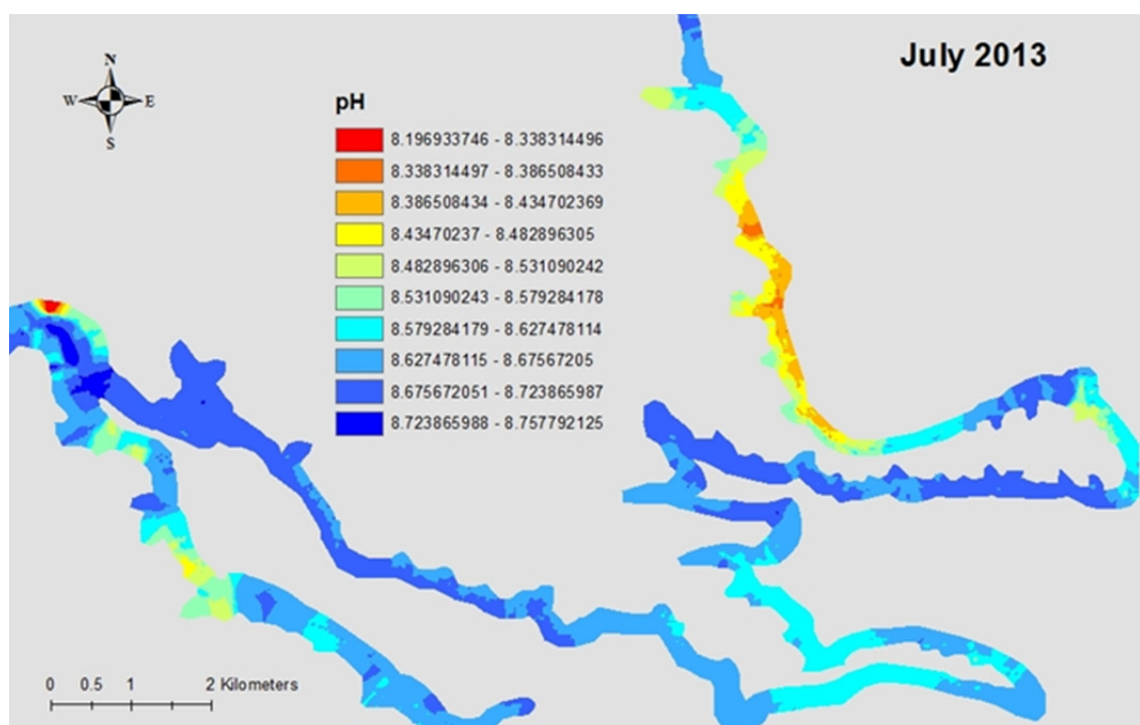 July 2013
N
W E
S
pH
8.196933746 - 8.338314496
8.338314497 - 8.386508433
8.386508434 - 8.434702369
8.43470237 - 8.482896305
8.482896306 - 8.531090242
8.531090243 - 8.579284178
8.579284179 - 8.627478114
8.627478115 - 8.67567205
8.675672051 - 8.723865987
8.723865988 - 8.757792125
0 0.5 1 2 Kilometers